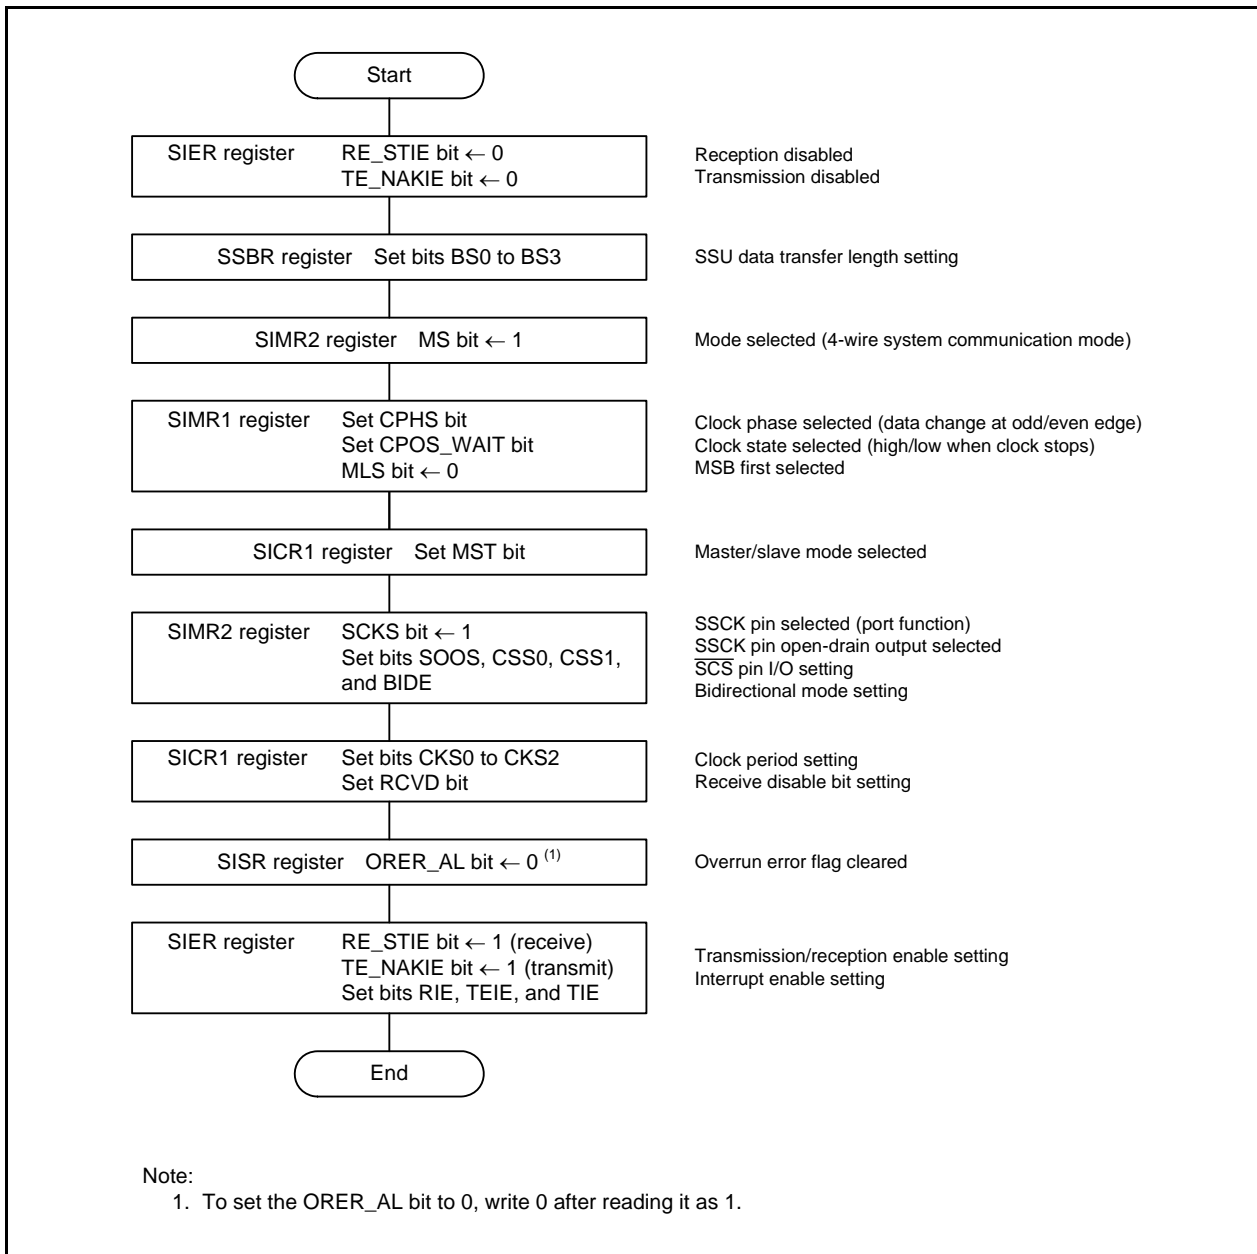 Start
SIER register RE_STIE bit ← 0 Reception disabled
TE_NAKIE bit ← 0 Transmission disabled
SSBR register Set bits BS0 to BS3 SSU data transfer length setting
SIMR2 register MS bit ← 1 Mode selected (4-wire system communication mode)
SIMR1 register Set CPHS bit Clock phase selected (data change at odd/even edge)
Set CPOS_WAIT bit Clock state selected (high/low when clock stops)
MLS bit ← 0 MSB first selected
SICR1 register Set MST bit Master/slave mode selected
SIMR2 register SCKS bit ← 1 SSCK pin selected (port function)
Set bits SOOS, CSS0, CSS1, SSCK pin open-drain output selected
and BIDE S̅C̅S̅ pin I/O setting
Bidirectional mode setting
SICR1 register Set bits CKS0 to CKS2 Clock period setting
Set RCVD bit Receive disable bit setting
SISR register ORER_AL bit ← 0 (1) Overrun error flag cleared
SIER register RE_STIE bit ← 1 (receive) Transmission/reception enable setting
TE_NAKIE bit ← 1 (transmit) Interrupt enable setting
Set bits RIE, TEIE, and TIE
End
Note:
1. To set the ORER_AL bit to 0, write 0 after reading it as 1.